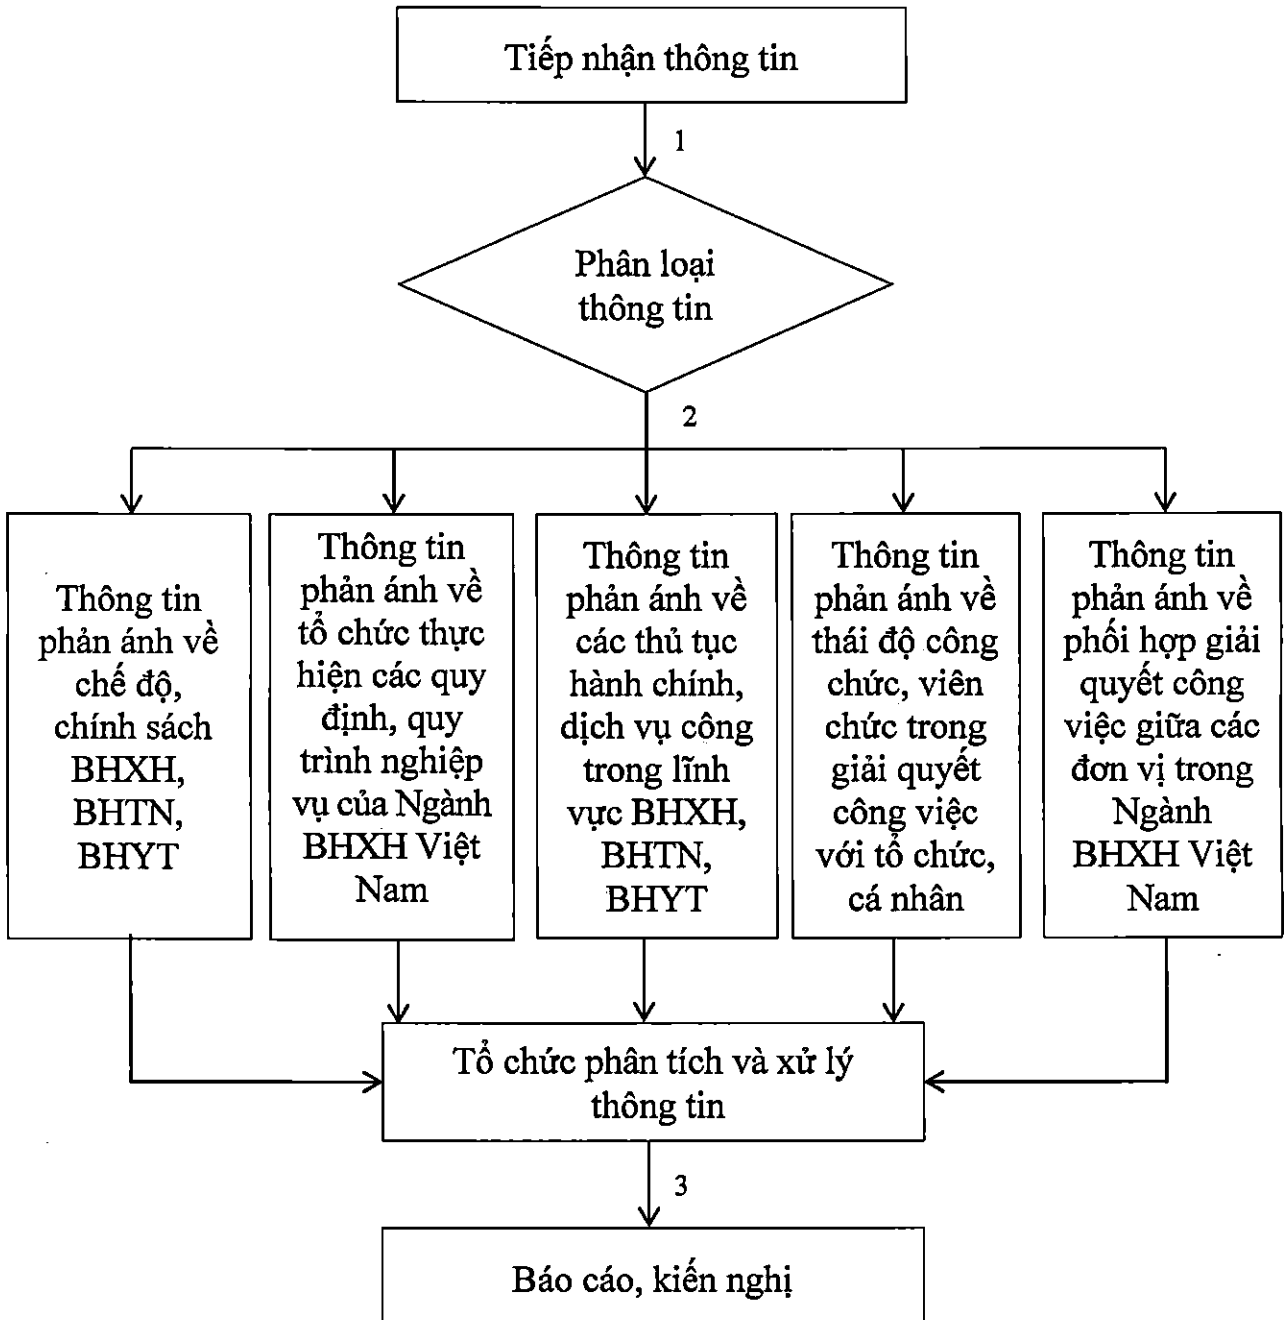 Tiếp nhận thông tin
1
Phân loại
thông tin
2
Thông tin
phản ánh về
chế độ,
chính sách
BHXH,
BHTN,
BHYT
Thông tin
phản ánh về
tổ chức thực
hiện các quy
định, quy
trình nghiệp
vụ của Ngành
BHXH Việt
Nam
Thông tin
phản ánh về
các thủ tục
hành chính,
dịch vụ công
trong lĩnh
vực BHXH,
BHTN,
BHYT
Thông tin
phản ánh về
thái độ công
chức, viên
chức trong
giải quyết
công việc
với tổ chức,
cá nhân
Thông tin
phản ánh về
phối hợp giải
quyết công
việc giữa các
đơn vị trong
Ngành
BHXH Việt
Nam
Tổ chức phân tích và xử lý
thông tin
3
Báo cáo, kiến nghị